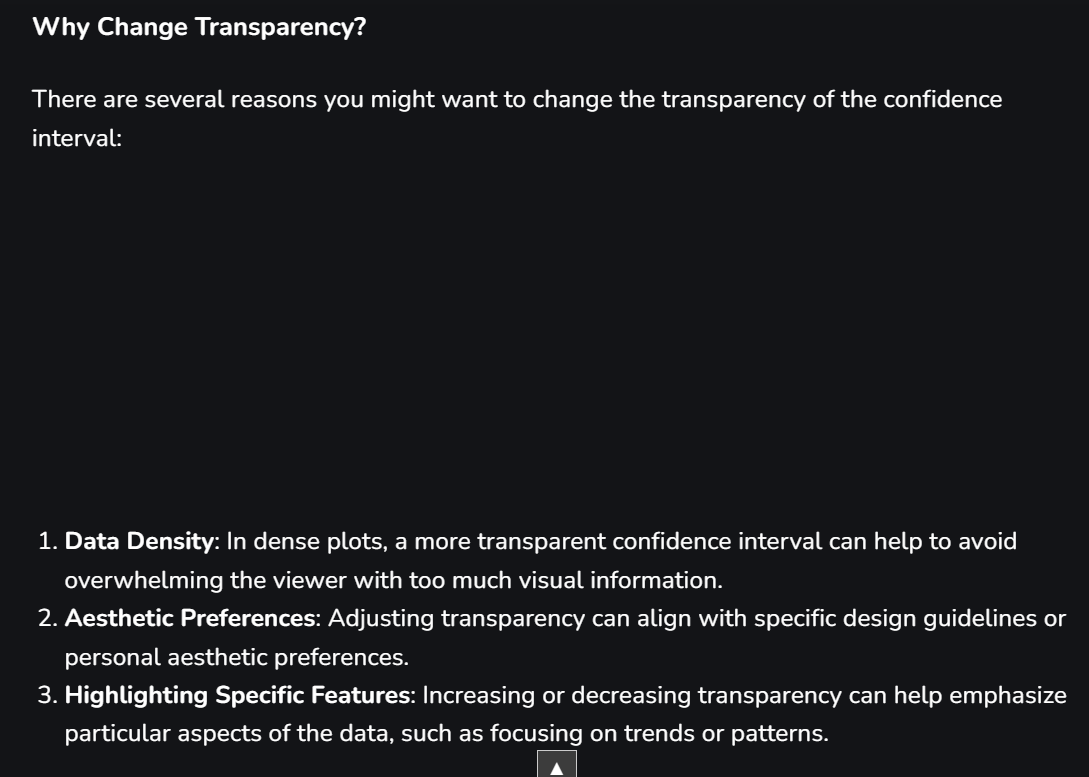 Why Change Transparency?
There are several reasons you might want to change the transparency of the confidence
interval:
1. Data Density: In dense plots, a more transparent confidence interval can help to avoid
overwhelming the viewer with too much visual information.
2. Aesthetic Preferences: Adjusting transparency can align with specific design guidelines or
personal aesthetic preferences.
3. Highlighting Specific Features: Increasing or decreasing transparency can help emphasize
particular aspects of the data, such as focusing on trends or patterns.